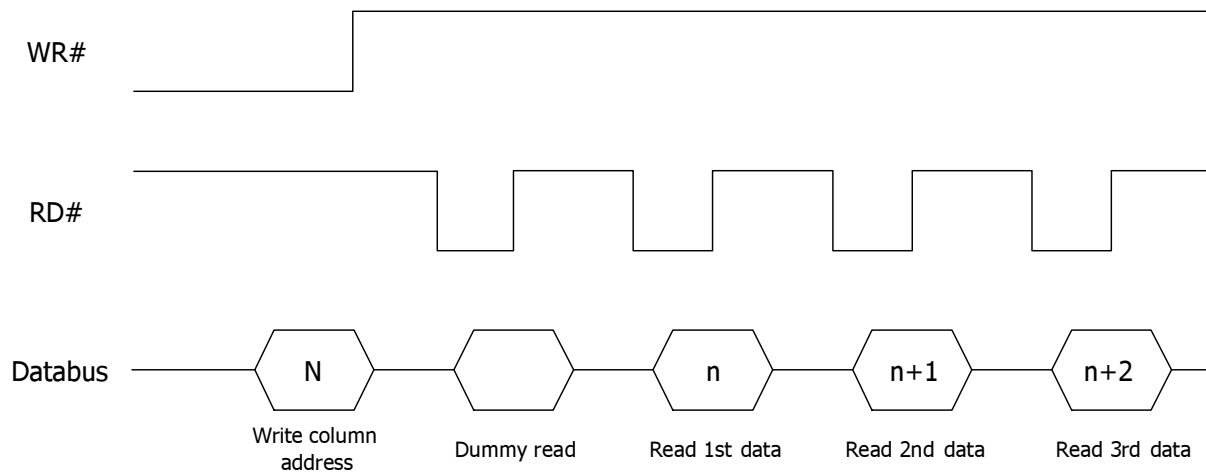 WR#
RD#
Databus
N
n
n+1
n+2
Write column
address
Dummy read
Read 1st data
Read 2nd data
Read 3rd data